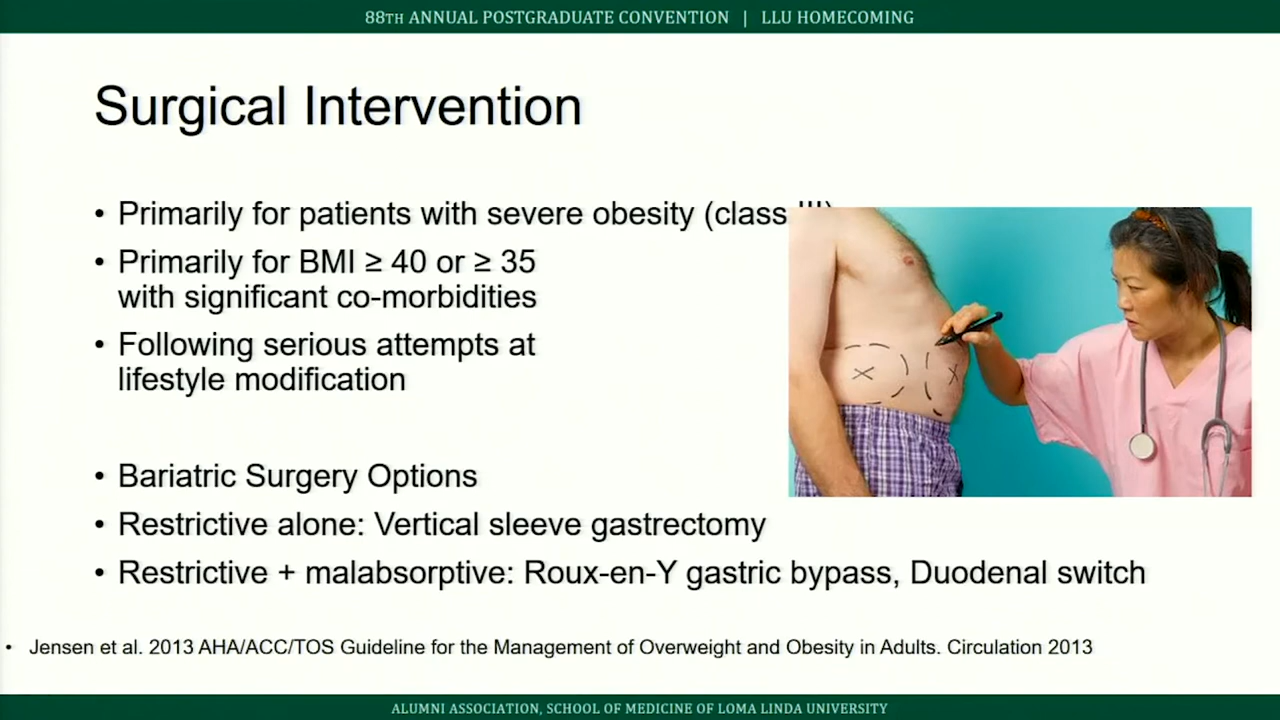 88TH ANNUAL POSTGRADUATE CONVENTION | LLU HOMECOMING
Surgical Intervention
• Primarily for patients with severe obesity (class III)
• Primarily for BMI ≥ 40 or ≥ 35
with significant co-morbidities
• Following serious attempts at
lifestyle modification
• Bariatric Surgery Options
• Restrictive alone: Vertical sleeve gastrectomy
• Restrictive + malabsorptive: Roux-en-Y gastric bypass, Duodenal switch
• Jensen et al. 2013 AHA/ACC/TOS Guideline for the Management of Overweight and Obesity in Adults. Circulation 2013
ALUMNI ASSOCIATION, SCHOOL OF MEDICINE OF LOMA LINDA UNIVERSITY